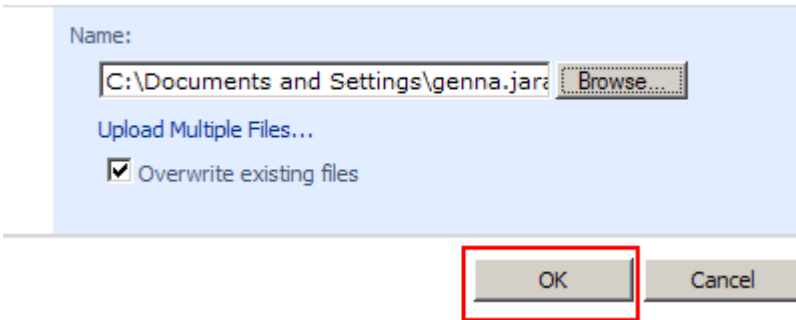 Name:
C:\Documents and Settings\genna.jara Browse...
Upload Multiple Files...
Overwrite existing files
OK Cancel